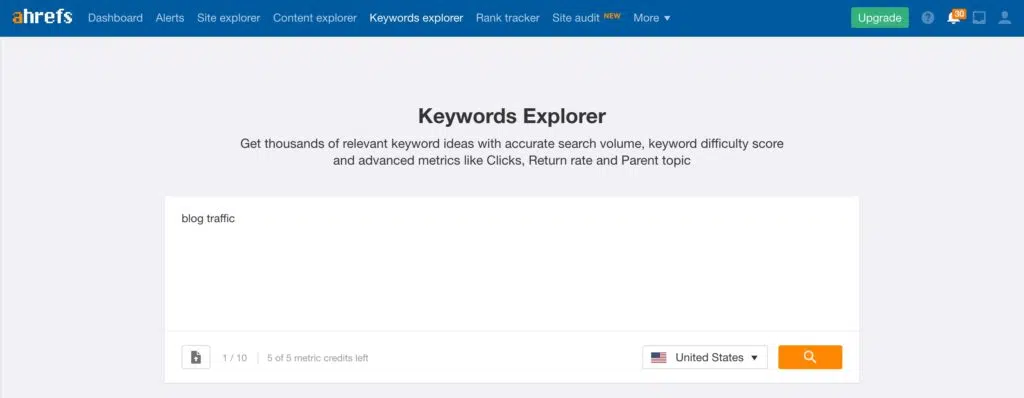 ahrefs Dashboard Alerts Site explorer Content explorer Keywords explorer Rank tracker Site audit NEW More Upgrade ? 30
Keywords Explorer
Get thousands of relevant keyword ideas with accurate search volume, keyword difficulty score
and advanced metrics like Clicks, Return rate and Parent topic
blog traffic
1 / 10 5 of 5 metric credits left United States